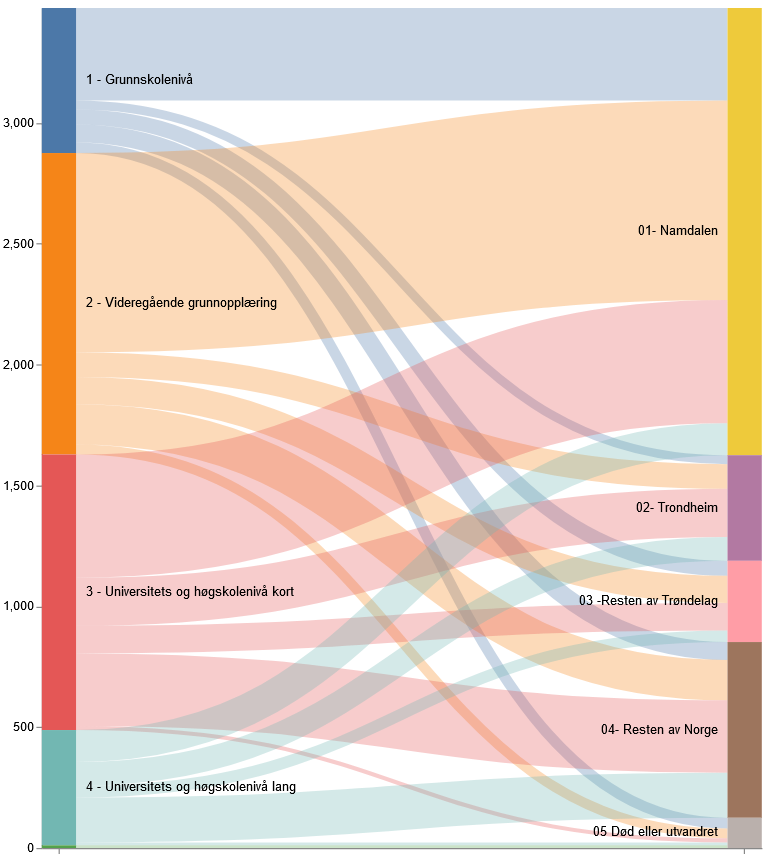 1 - Grunnskolenivå
3,000
2,500
01- Namdalen
2 - Videregående grunnopplæring
2,000
1,500
02- Trondheim
3 - Universitets og høgskolenivå kort
03 -Resten av Trøndelag
1,000
500
04- Resten av Norge
4 - Universitets og høgskolenivå lang
05 Død eller utvandret
0